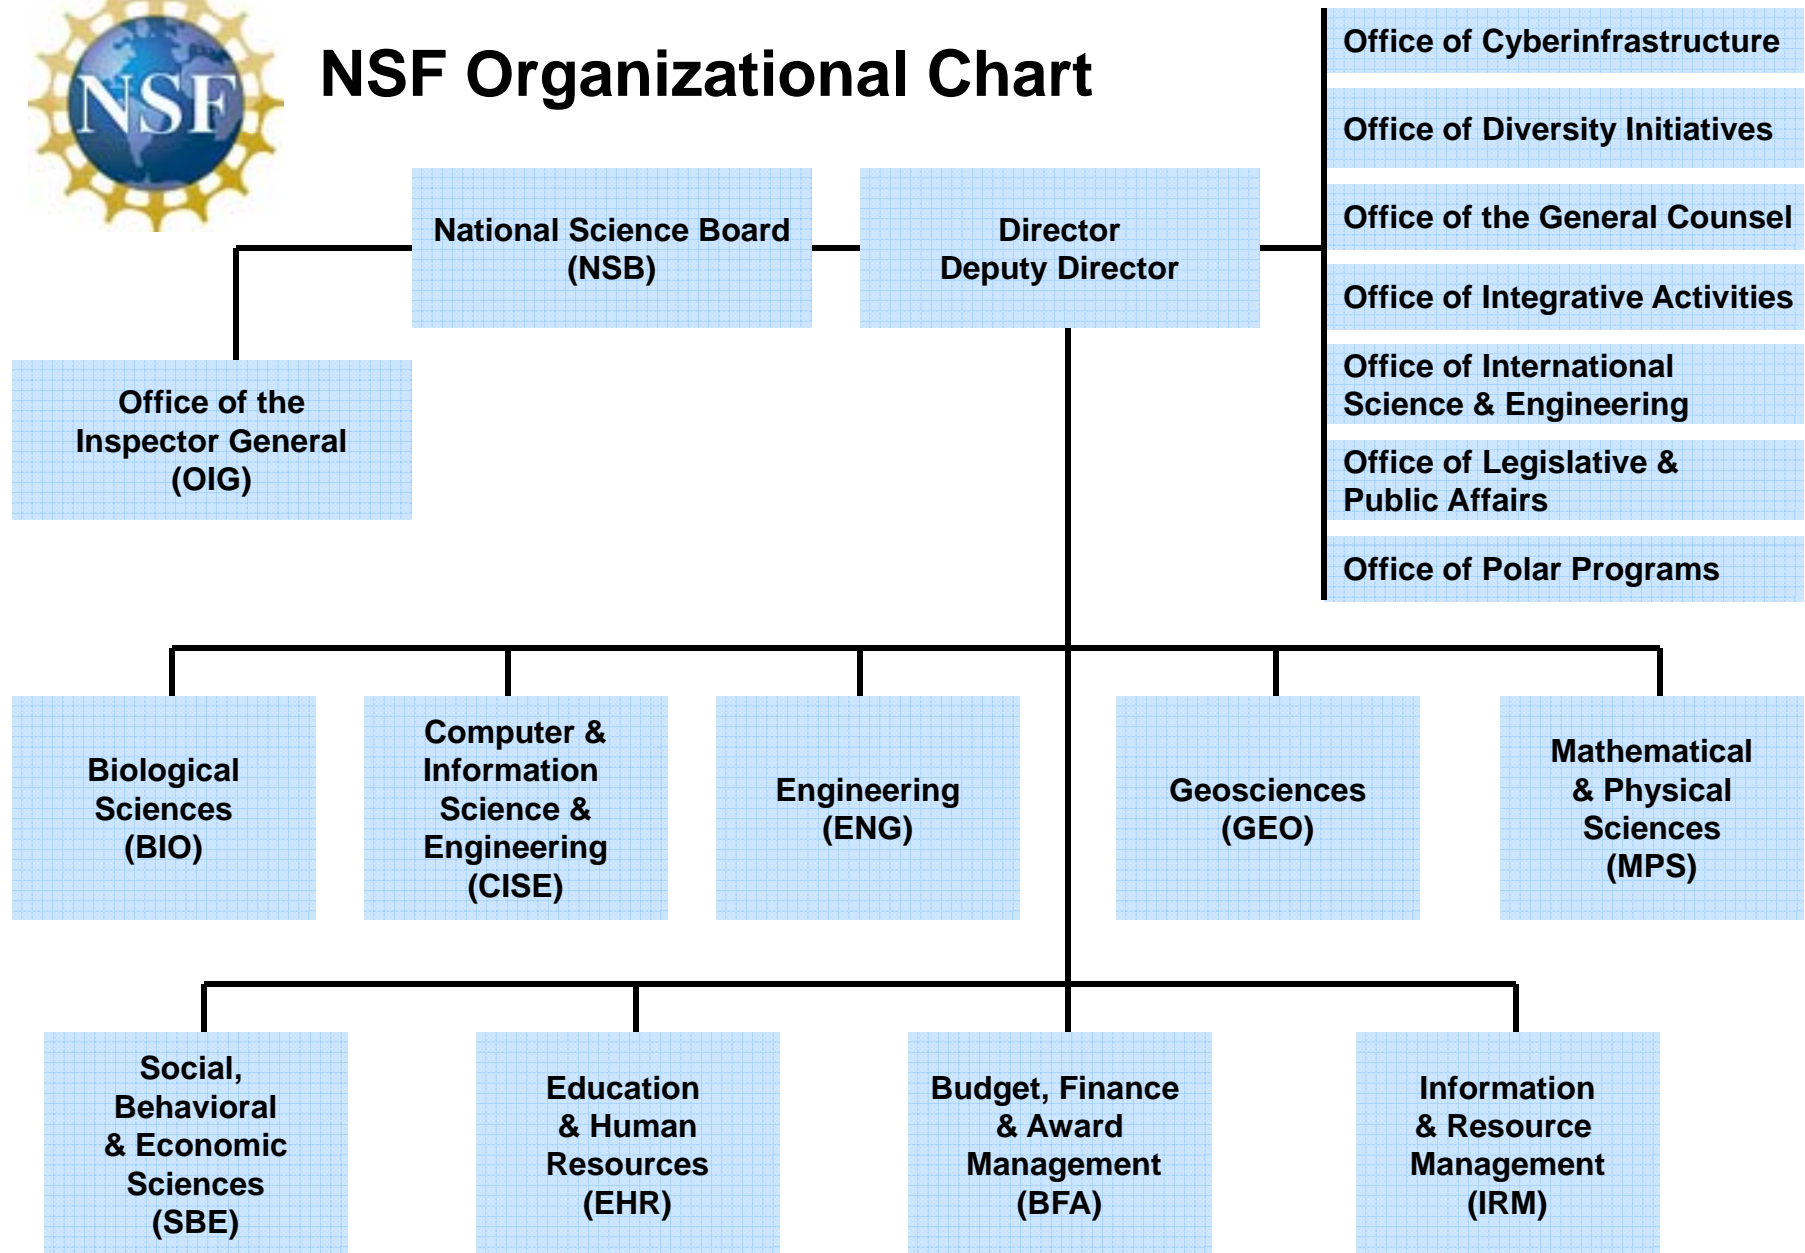 NSF
NSF Organizational Chart
Office of Cyberinfrastructure
Office of Diversity Initiatives
Office of the General Counsel
Office of Integrative Activities
Office of International
Science & Engineering
Office of Legislative &
Public Affairs
Office of Polar Programs
National Science Board
(NSB)
Director
Deputy Director
Office of the
Inspector General
(OIG)
Biological
Sciences
(BIO)
Computer &
Information
Science &
Engineering
(CISE)
Engineering
(ENG)
Geosciences
(GEO)
Mathematical
& Physical
Sciences
(MPS)
Social,
Behavioral
& Economic
Sciences
(SBE)
Education
& Human
Resources
(EHR)
Budget, Finance
& Award
Management
(BFA)
Information
& Resource
Management
(IRM)